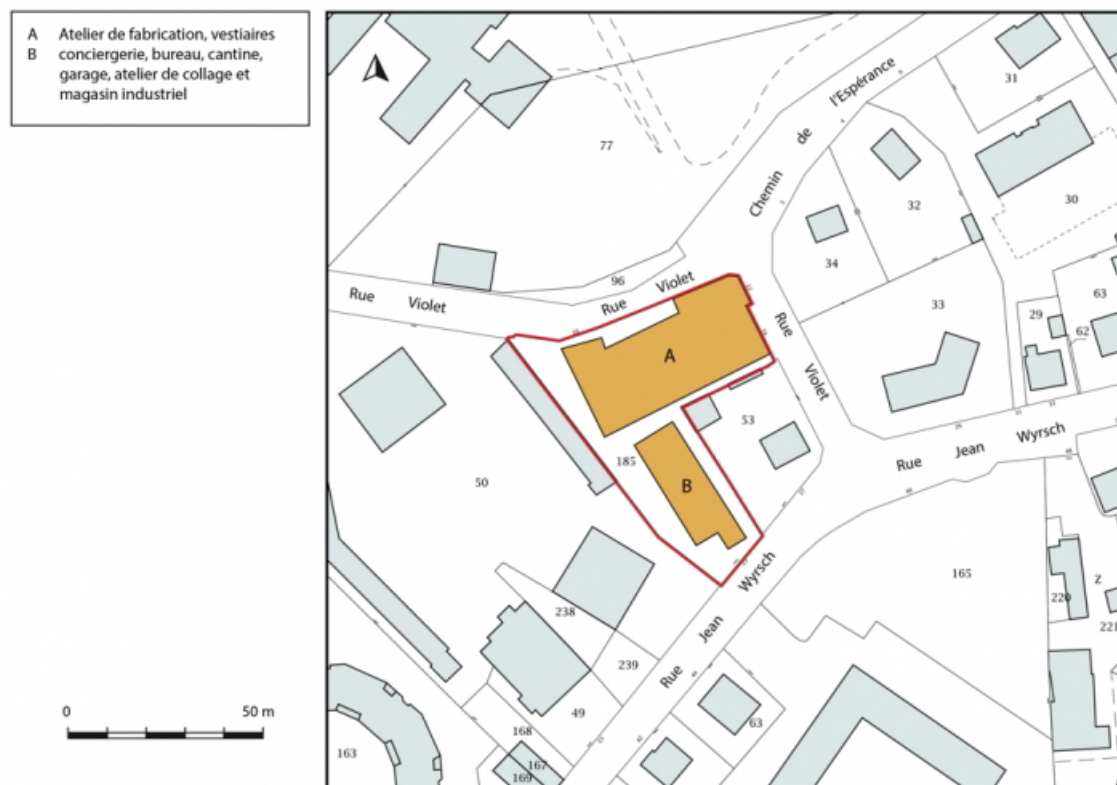 A Atelier de fabrication, vestiaires
B conciergerie, bureau, cantine,
garage, atelier de collage et
magasin industriel
0 50 m
77
31
Chemin de l'Espérance
32
30
34
96
Rue Violet
Rue Violet
33
63
29
62
A
Rue Violet
53
Rue Jean Wyrsch
185
50
B
165
Z
220
221
238
Rue Jean Wyrsch
239
49
63
168
163
167
169